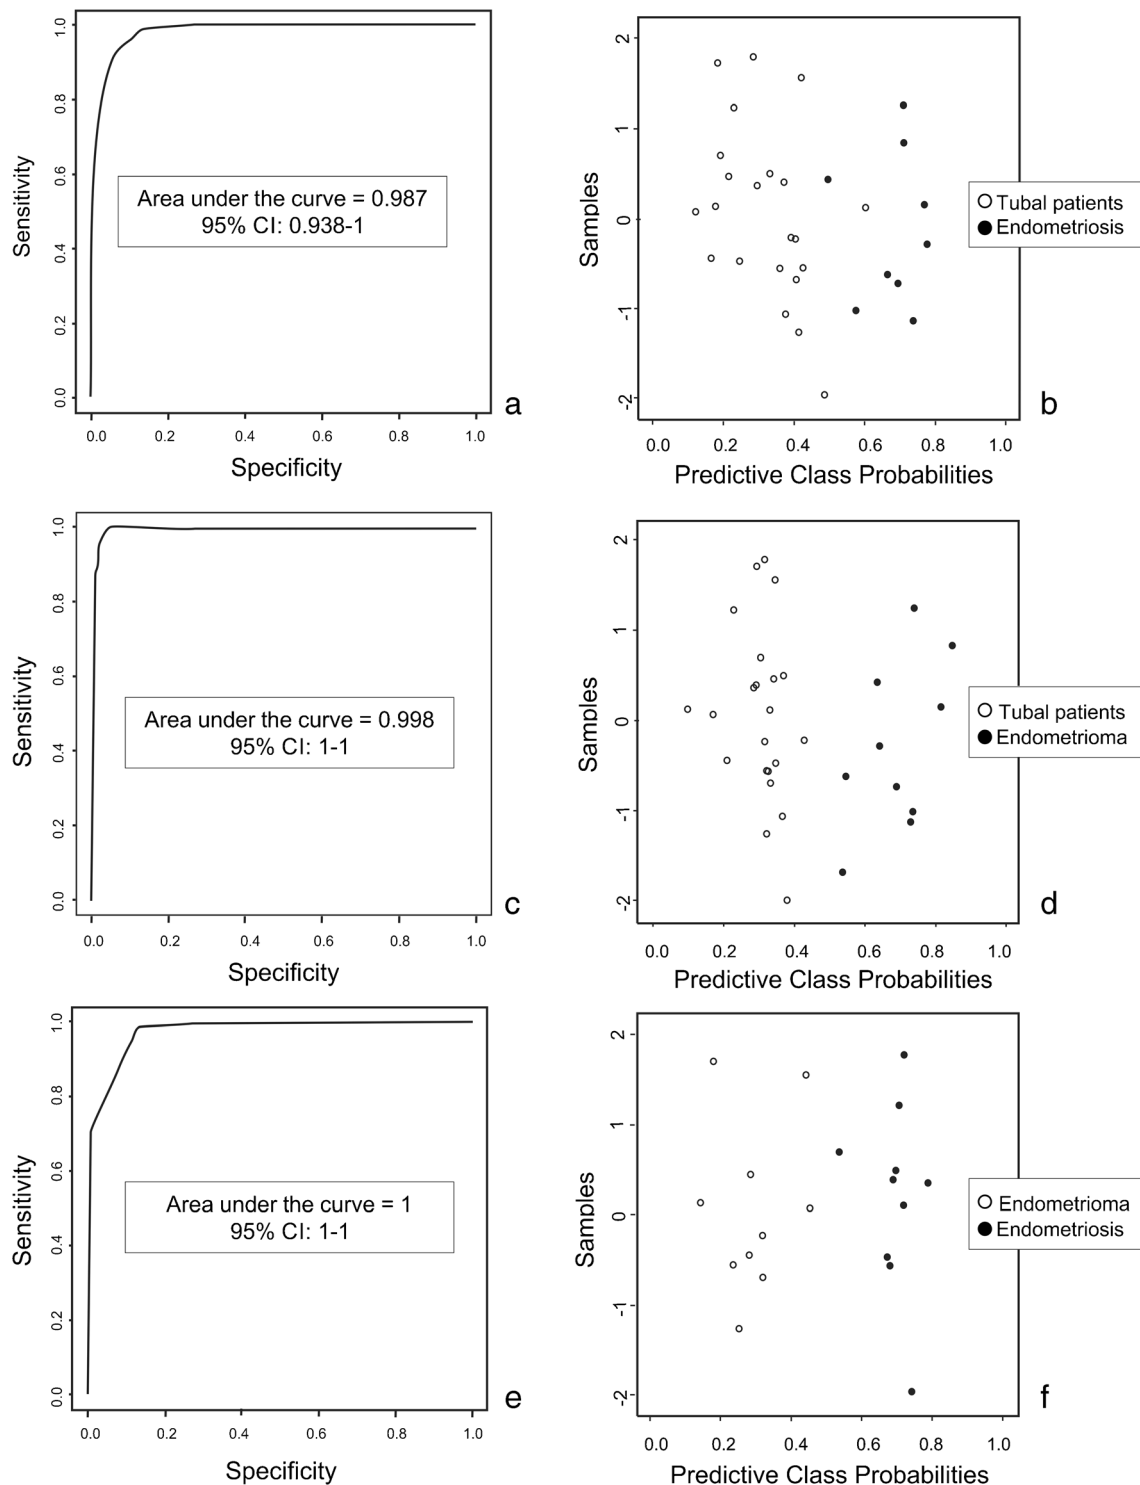 1.0
0.8
0.6
0.4
0.2
0.0
Sensitivity
Area under the curve = 0.987
95% CI: 0.938-1
0.0 0.2 0.4 0.6 0.8 1.0
Specificity
a
2
1
0
-1
-2
Samples
Tubal patients
Endometriosis
0.0 0.2 0.4 0.6 0.8 1.0
Predictive Class Probabilities
b
1.0
0.8
0.6
0.4
0.2
0.0
Sensitivity
Area under the curve = 0.998
95% CI: 1-1
0.0 0.2 0.4 0.6 0.8 1.0
Specificity
c
2
1
0
-1
-2
Samples
Tubal patients
Endometrioma
0.0 0.2 0.4 0.6 0.8 1.0
Predictive Class Probabilities
d
1.0
0.8
0.6
0.4
0.2
0.0
Sensitivity
Area under the curve = 1
95% CI: 1-1
0.0 0.2 0.4 0.6 0.8 1.0
Specificity
e
2
1
0
-1
-2
Samples
Endometrioma
Endometriosis
0.0 0.2 0.4 0.6 0.8 1.0
Predictive Class Probabilities
f